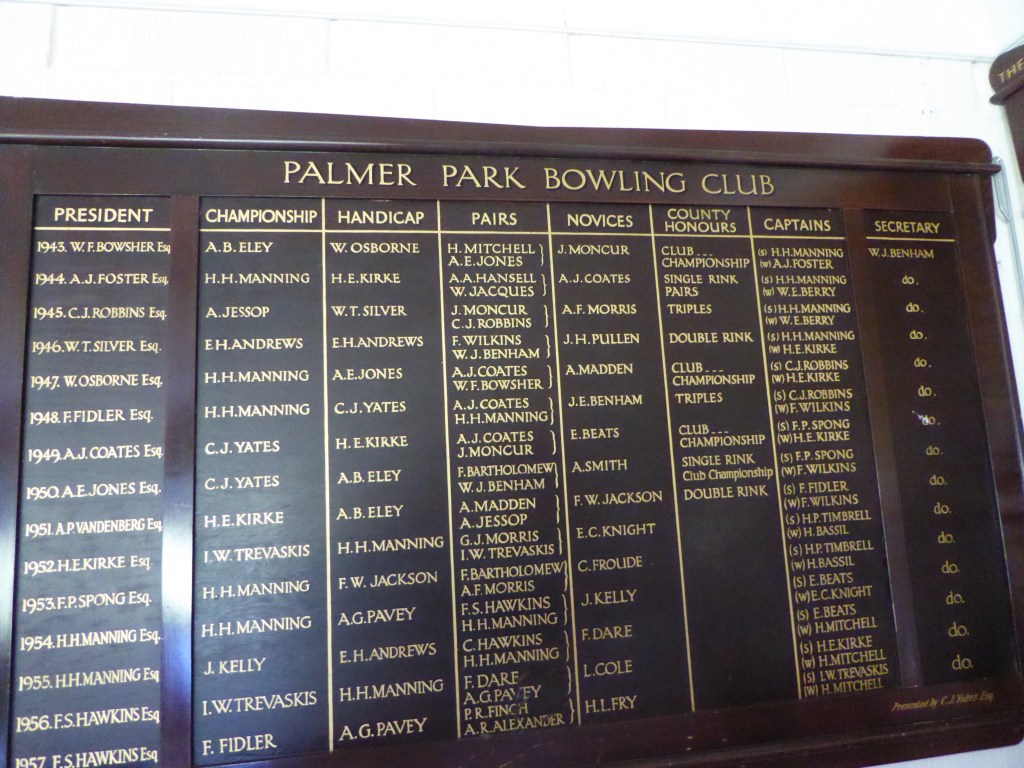 PALMER PARK BOWLING CLUB
PRESIDENT
1943. W.F. BOWSHER Esq
1944. A.J. FOSTER Esq.
1945. C.J. ROBBINS Esq.
1946. W.T. SILVER Esq.
1947. W. OSBORNE Esq.
1948. F. FIDLER Esq.
1949. A.J. COATES Esq.
1950. A.E. JONES Esq.
1951. A.P. VANDENBERG Esq.
1952. H.E. KIRKE Esq.
1953. F.P. SPONG Esq.
1954. H.H. MANNING Esq.
1955. H.H. MANNING Esq.
1956. F.S. HAWKINS Esq
1957 F.S. HAWKINS Esq
CHAMPIONSHIP
A.B. ELEY
H.H. MANNING
A. JESSOP
E.H. ANDREWS
H.H. MANNING
H.H. MANNING
C.J. YATES
C.J. YATES
H.E. KIRKE
I.W. TREVASKIS
H.H. MANNING
H.H. MANNING
J. KELLY
I.W. TREVASKIS
F. FIDLER
HANDICAP
W. OSBORNE
H.E. KIRKE
W.T. SILVER
E.H. ANDREWS
A.E. JONES
C.J. YATES
H.E. KIRKE
A.B. ELEY
A.B. ELEY
H.H. MANNING
F.W. JACKSON
A.G. PAVEY
E.H. ANDREWS
H.H. MANNING
A.G. PAVEY
PAIRS
H. MITCHELL
A.E. JONES
A.A. HANSELL
W. JACQUES
J. MONCUR
C.J. ROBBINS
F. WILKINS
W.J. BENHAM
A.J. COATES
W.F. BOWSHER
A.J. COATES
H.H. MANNING
A.J. COATES
J. MONCUR
F. BARTHOLOMEW
W.J. BENHAM
A. MADDEN
A. JESSOP
G.J. MORRIS
I.W. TREVASKIS
F. BARTHOLOMEW
A.F. MORRIS
F.S. HAWKINS
H.H. MANNING
C. HAWKINS
H.H. MANNING
F. DARE
A.G. PAVEY
P.R. FINCH
A.R. ALEXANDER
NOVICES
J. MONCUR
A.J. COATES
A.F. MORRIS
J.H. PULLEN
A. MADDEN
J.E. BENHAM
E. BEATS
A. SMITH
F.W. JACKSON
E.C. KNIGHT
C. FROUDE
J. KELLY
F. DARE
L. COLE
H.L. FRY
COUNTY
HONOURS
CLUB ...
CHAMPIONSHIP
SINGLE RINK
PAIRS
TRIPLES
DOUBLE RINK
CLUB ...
CHAMPIONSHIP
TRIPLES
CLUB ...
CHAMPIONSHIP
SINGLE RINK
Club Championship
DOUBLE RINK
CAPTAINS
(S) H.H. MANNING
(W) A.J. FOSTER
(S) H.H. MANNING
(W) W.E. BERRY
(S) H.H. MANNING
(W) W.E. BERRY
(S) H.H. MANNING
(W) H.E. KIRKE
(S) C.J. ROBBINS
(W) H.E. KIRKE
(S) C.J. ROBBINS
(W) F. WILKINS
(S) F.P. SPONG
(W) H.E. KIRKE
(S) F.P. SPONG
(W) F. WILKINS
(S) F. FIDLER
(W) F. WILKINS
(S) H.P. TIMBRELL
(W) H. BASSIL
(S) H.P. TIMBRELL
(W) H. BASSIL
(S) E. BEATS
(W) E.C. KNIGHT
(S) E. BEATS
(W) H. MITCHELL
(S) H.E. KIRKE
(W) H. MITCHELL
(S) I.W. TREVASKIS
(W) H. MITCHELL
SECRETARY
W.J. BENHAM
do.
do.
do.
do.
do.
do.
do.
do.
do.
do.
do.
do.
do.
do.
Presented by C.J. Yates Esq.
THE